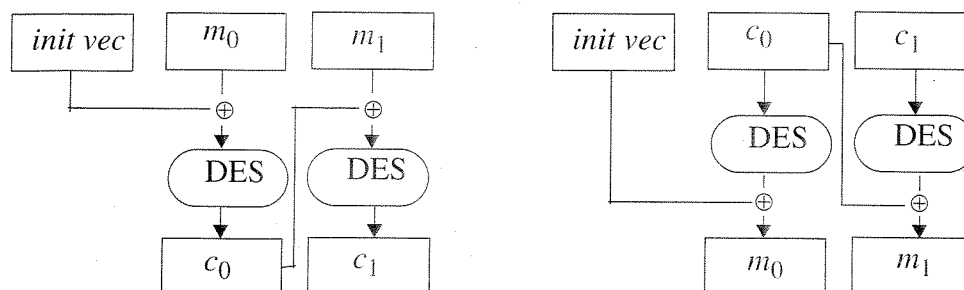 init vec m0 m1
DES DES
c0 c1
init vec c0 c1
DES DES
m0 m1